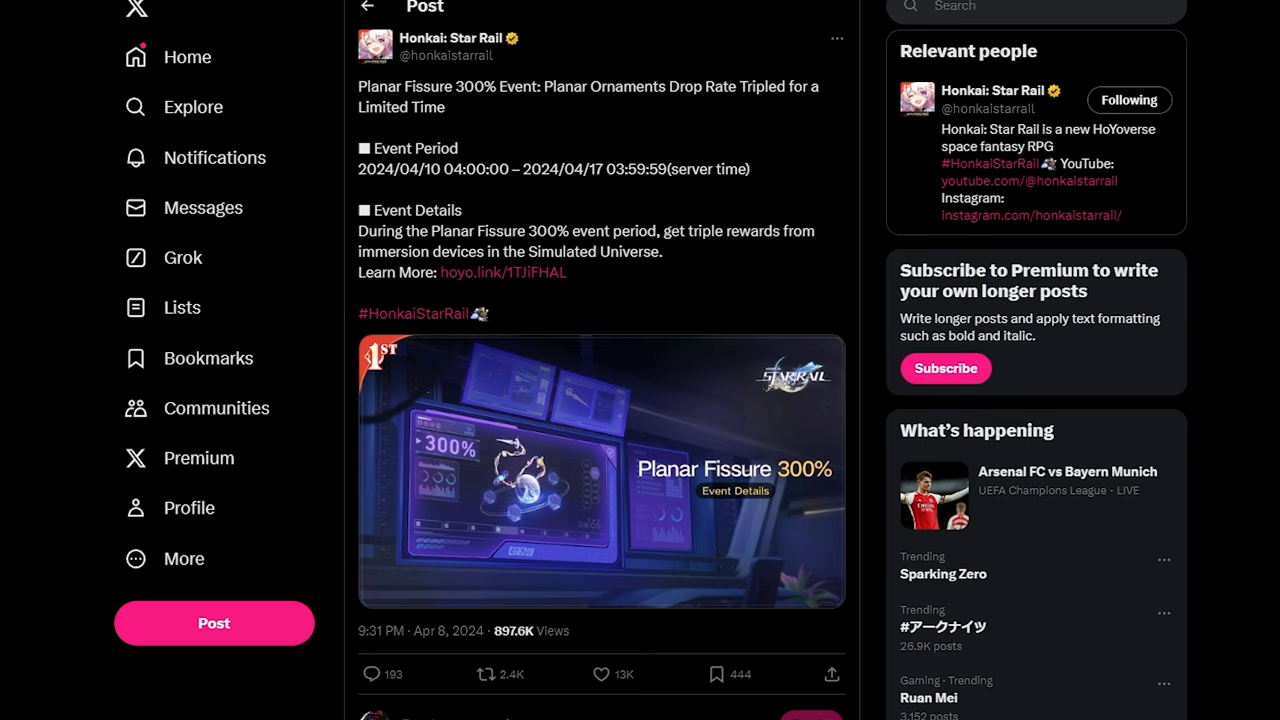 Home
Explore
Notifications
Messages
Grok
Lists
Bookmarks
Communities
Premium
Profile
More
Post
Post
Honkai: Star Rail
@honkaistarrail
Planar Fissure 300% Event: Planar Ornaments Drop Rate Tripled for a
Limited Time
Event Period
2024/04/10 04:00:00 – 2024/04/17 03:59:59(server time)
Event Details
During the Planar Fissure 300% event period, get triple rewards from
immersion devices in the Simulated Universe.
Learn More: hoyo.link/1TJiFHAL
#HonkaiStarRail
1ST
HONKAI
STAR RAIL
300%
Planar Fissure 300%
Event Details
9:31 PM · Apr 8, 2024 · 897.6K Views
193
2.4K
13K
444
Search
Relevant people
Honkai: Star Rail
@honkaistarrail
Following
Honkai: Star Rail is a new HoYoverse
space fantasy RPG
#HonkaiStarRail YouTube:
youtube.com/@honkaistarrail
Instagram:
instagram.com/honkaistarrail/
Subscribe to Premium to write
your own longer posts
Write longer posts and apply text formatting
such as bold and italic.
Subscribe
What's happening
Arsenal FC vs Bayern Munich
UEFA Champions League · LIVE
Trending
Sparking Zero
Trending
#アークナイツ
26.9K posts
Gaming · Trending
Ruan Mei
3,152 posts